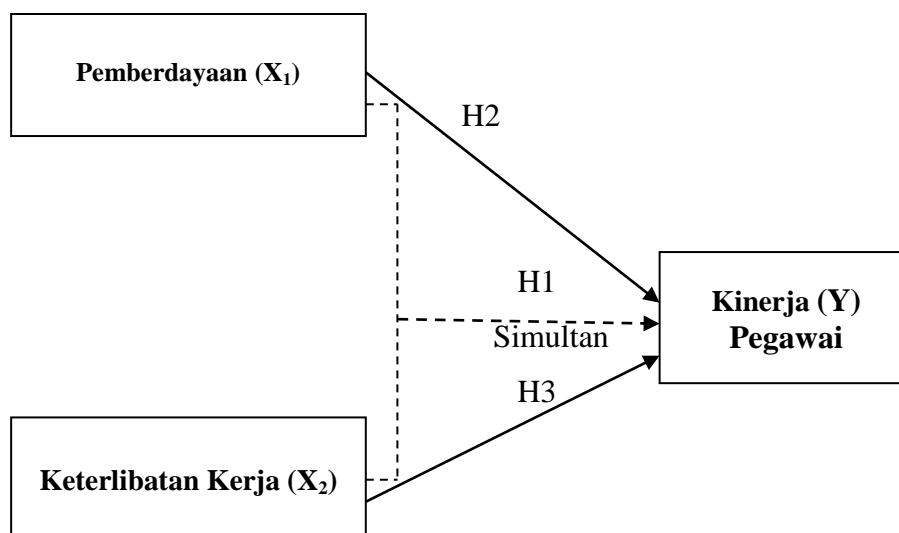 Pemberdayaan (X₁)
H2
H1
Simultan
Kinerja (Y)
Pegawai
H3
Keterlibatan Kerja (X₂)